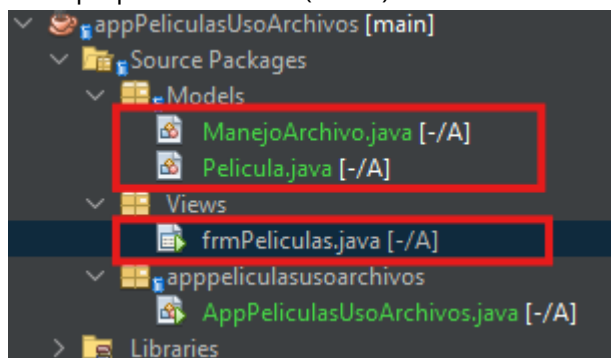 appPeliculasUsoArchivos [main]
Source Packages
Models
ManejoArchivo.java [-/A]
Pelicula.java [-/A]
Views
frmPeliculas.java [-/A]
apppeliculasusoarchivos
AppPeliculasUsoArchivos.java [-/A]
Libraries